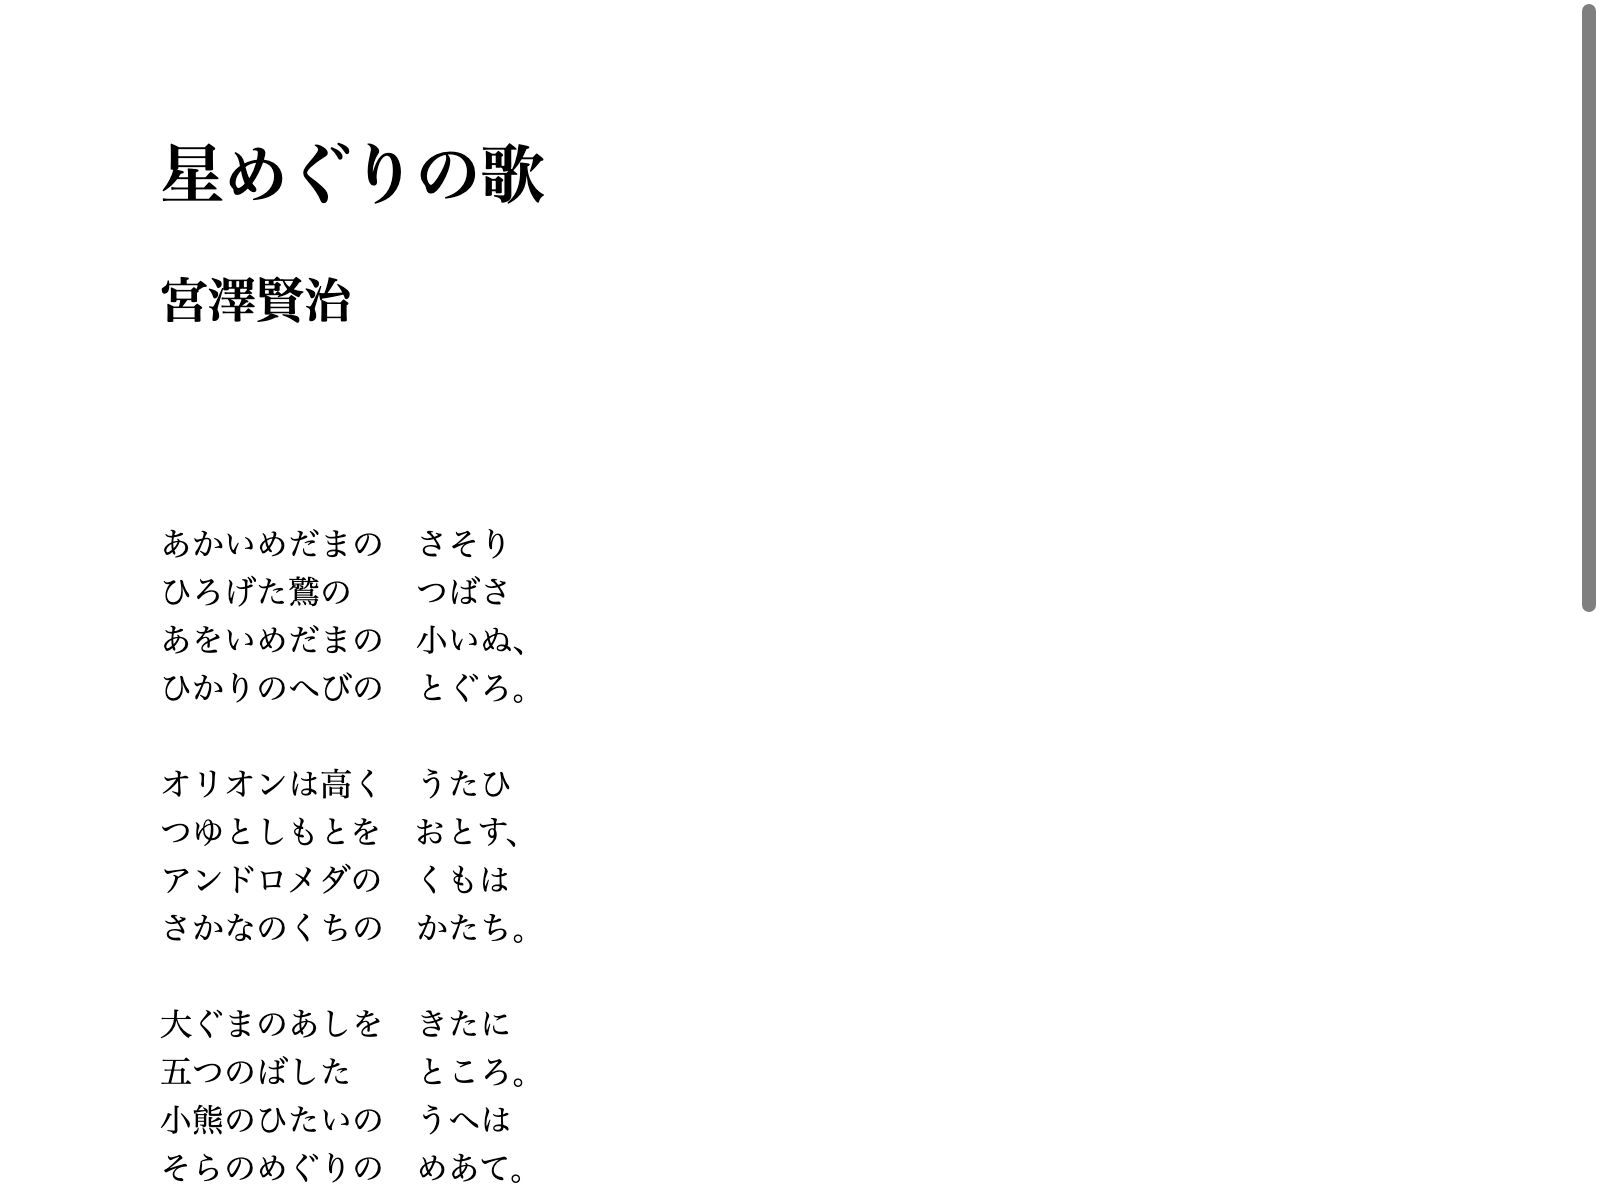 星めぐりの歌
宮澤賢治
あかいめだまの　さそり
ひろげた鷲の　　つばさ
あをいめだまの　小いぬ、
ひかりのへびの　とぐろ。
オリオンは高く　うたひ
つゆとしもとを　おとす、
アンドロメダの　くもは
さかなのくちの　かたち。
大ぐまのあしを　きたに
五つのばした　　ところ。
小熊のひたいの　うへは
そらのめぐりの　めあて。